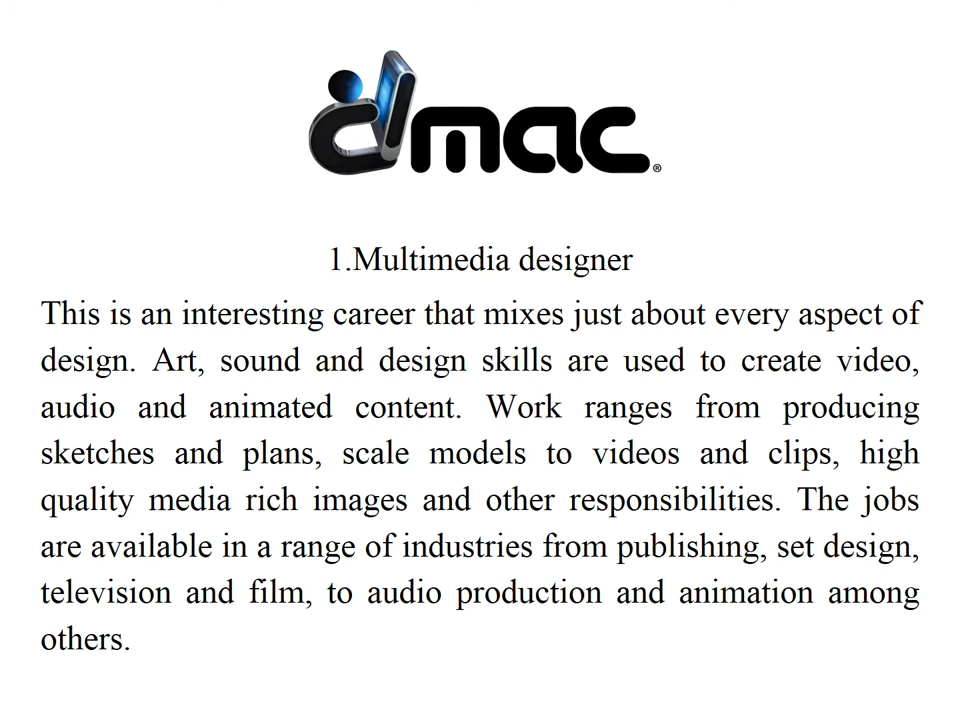 dmac®
1.Multimedia designer
This is an interesting career that mixes just about every aspect of
design. Art, sound and design skills are used to create video,
audio and animated content. Work ranges from producing
sketches and plans, scale models to videos and clips, high
quality media rich images and other responsibilities. The jobs
are available in a range of industries from publishing, set design,
television and film, to audio production and animation among
others.